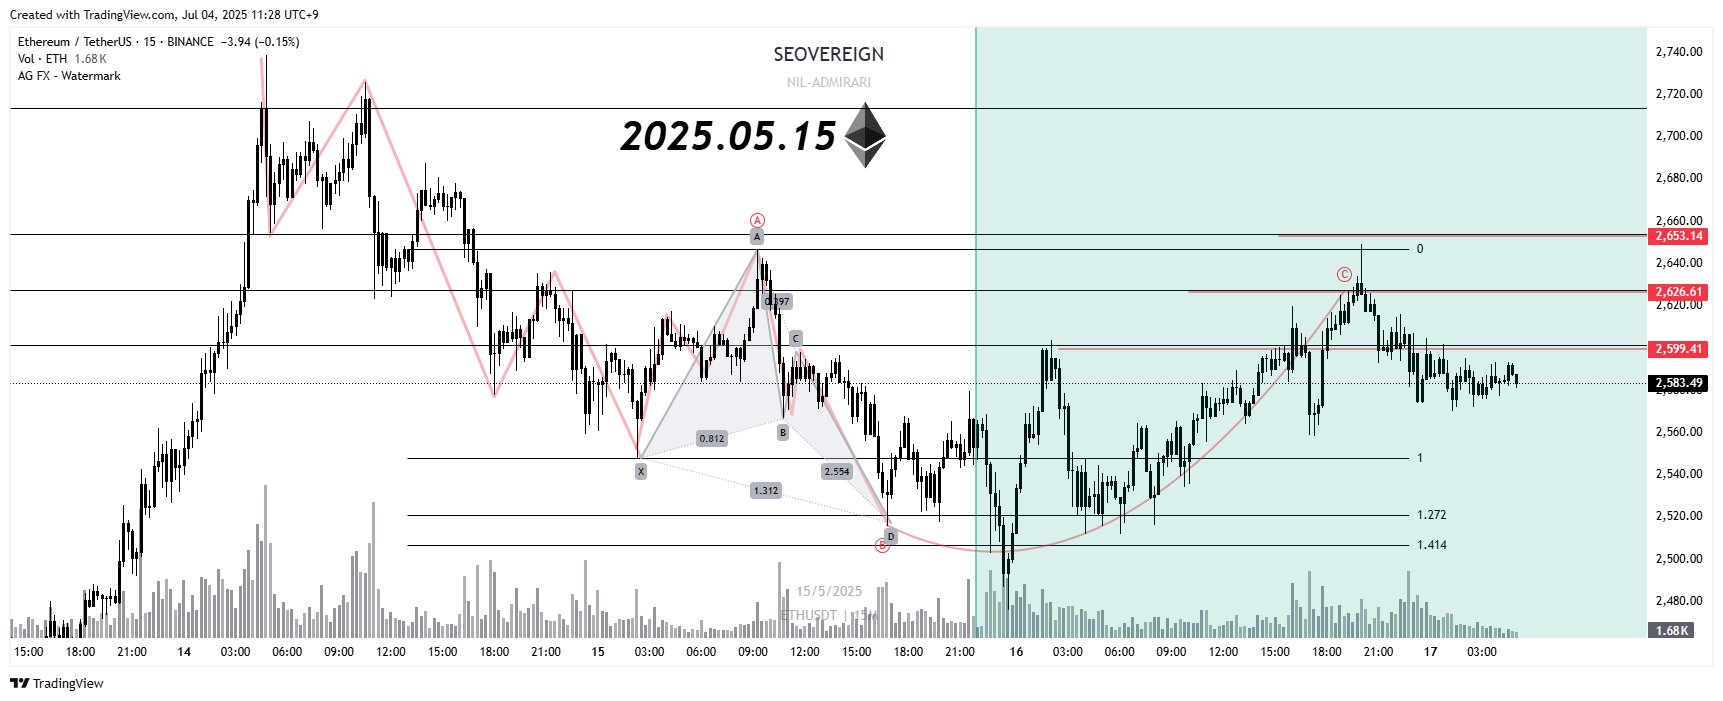 Created with TradingView.com, Jul 04, 2025 11:28 UTC+9
Ethereum / TetherUS · 15 · BINANCE −3.94 (−0.15%)
Vol · ETH 1.68 K
AG FX - Watermark
SEOVEREIGN
NIL-ADMIRARI
2025.05.15
2,740.00
2,720.00
2,700.00
2,680.00
2,660.00
2,653.14
2,640.00
2,626.61
2,620.00
2,599.41
2,583.49
2,560.00
2,540.00
2,520.00
2,500.00
2,480.00
1.68 K
A
A
0.397
C
B
0.812
X
1.312
2.554
D
B
C
0
1
1.272
1.414
15/5/2025
ETHUSDT | 15M
15:00 18:00 21:00 14 03:00 06:00 09:00 12:00 15:00 18:00 21:00 15 03:00 06:00 09:00 12:00 15:00 18:00 21:00 16 03:00 06:00 09:00 12:00 15:00 18:00 21:00 17 03:00
TradingView